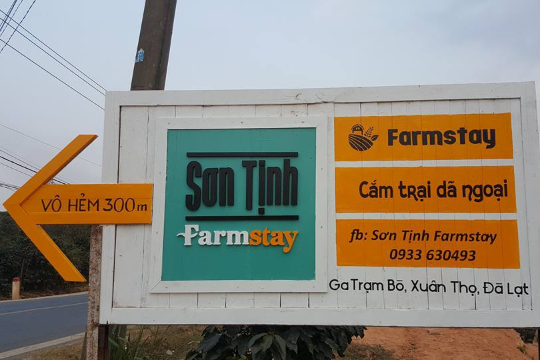 VÔ HẺM 300m
Sơn Tịnh
Farmstay
Farmstay
Cắm trại dã ngoại
fb: Sơn Tịnh Farmstay
0933 630493
Ga Trạm Bò, Xuân Thọ, Đà Lạt